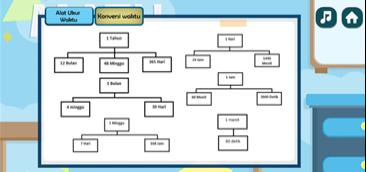 Alat Ukur
Waktu
Konversi waktu
1 Tahun
12 Bulan
48 Minggu
365 Hari
1 Bulan
4 minggu
30 Hari
1 Minggu
7 Hari
168 Jam
1 Hari
24 Jam
1440
Menit
1 Jam
60 Menit
3600 Detik
1 menit
60 detik